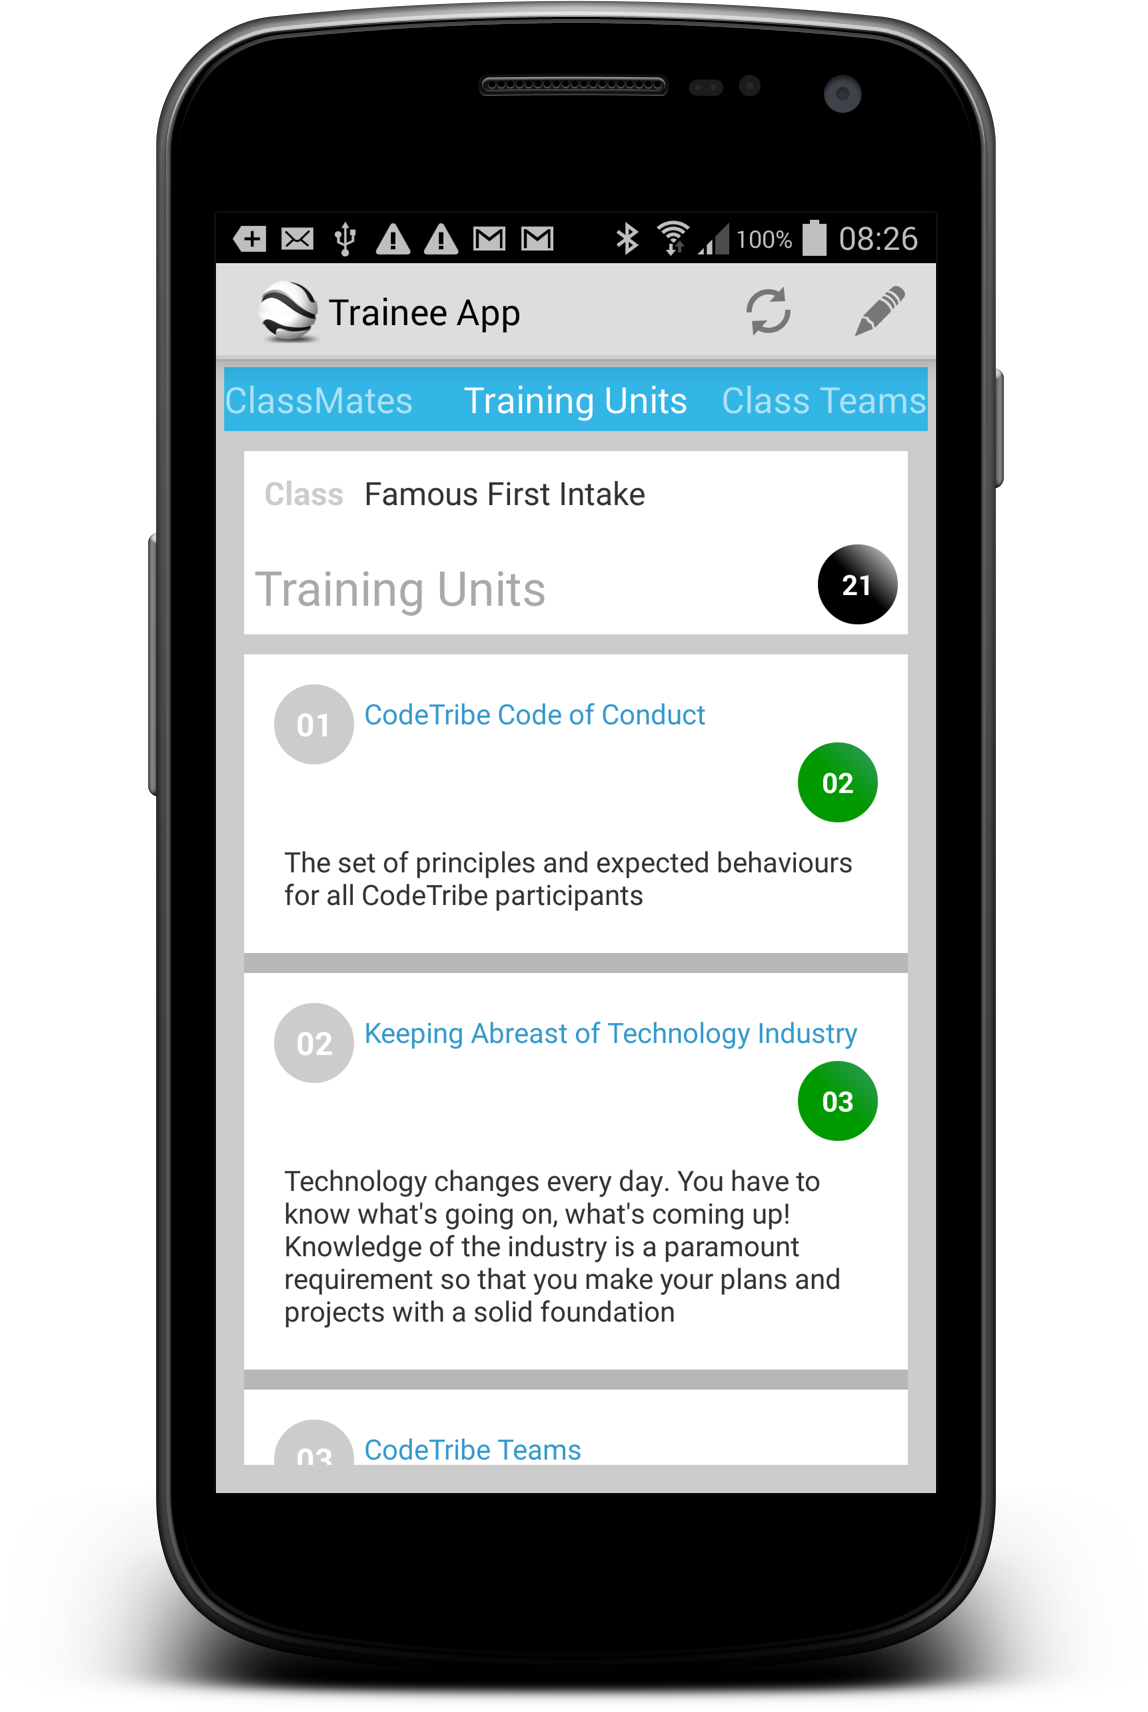 100% 08:26
Trainee App
ClassMates Training Units Class Teams
Class Famous First Intake
Training Units 21
01 CodeTribe Code of Conduct
02
The set of principles and expected behaviours
for all CodeTribe participants
02 Keeping Abreast of Technology Industry
03
Technology changes every day. You have to
know what's going on, what's coming up!
Knowledge of the industry is a paramount
requirement so that you make your plans and
projects with a solid foundation
03 CodeTribe Teams